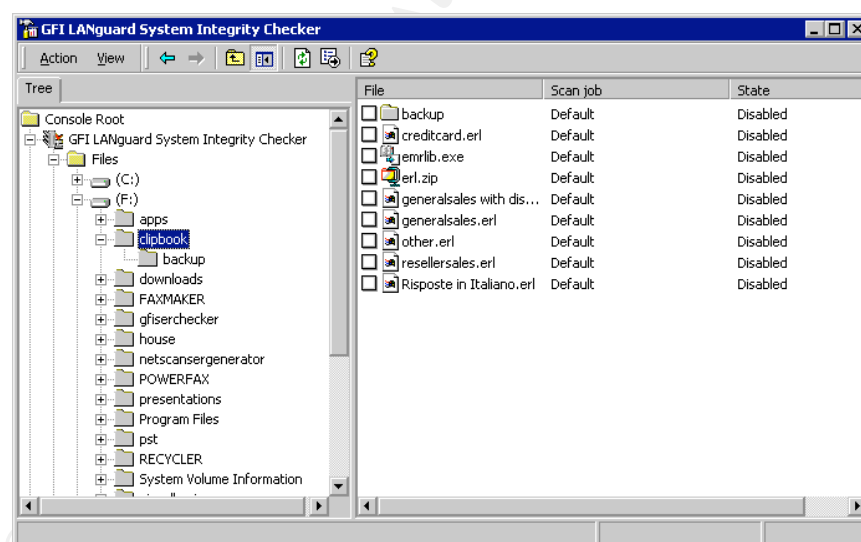 GFI LANguard System Integrity Checker
Action View
Tree
File Scan job State
Console Root
GFI LANguard System Integrity Checker
Files
(C:)
(F:)
apps
clipbook
backup
downloads
FAXMAKER
gfiserchecker
house
netscansergenerator
POWERFAX
presentations
Program Files
pst
RECYCLER
System Volume Information
backup Default Disabled
creditcard.erl Default Disabled
emrlib.exe Default Disabled
erl.zip Default Disabled
generalsales with dis... Default Disabled
generalsales.erl Default Disabled
other.erl Default Disabled
resellersales.erl Default Disabled
Risposte in Italiano.erl Default Disabled